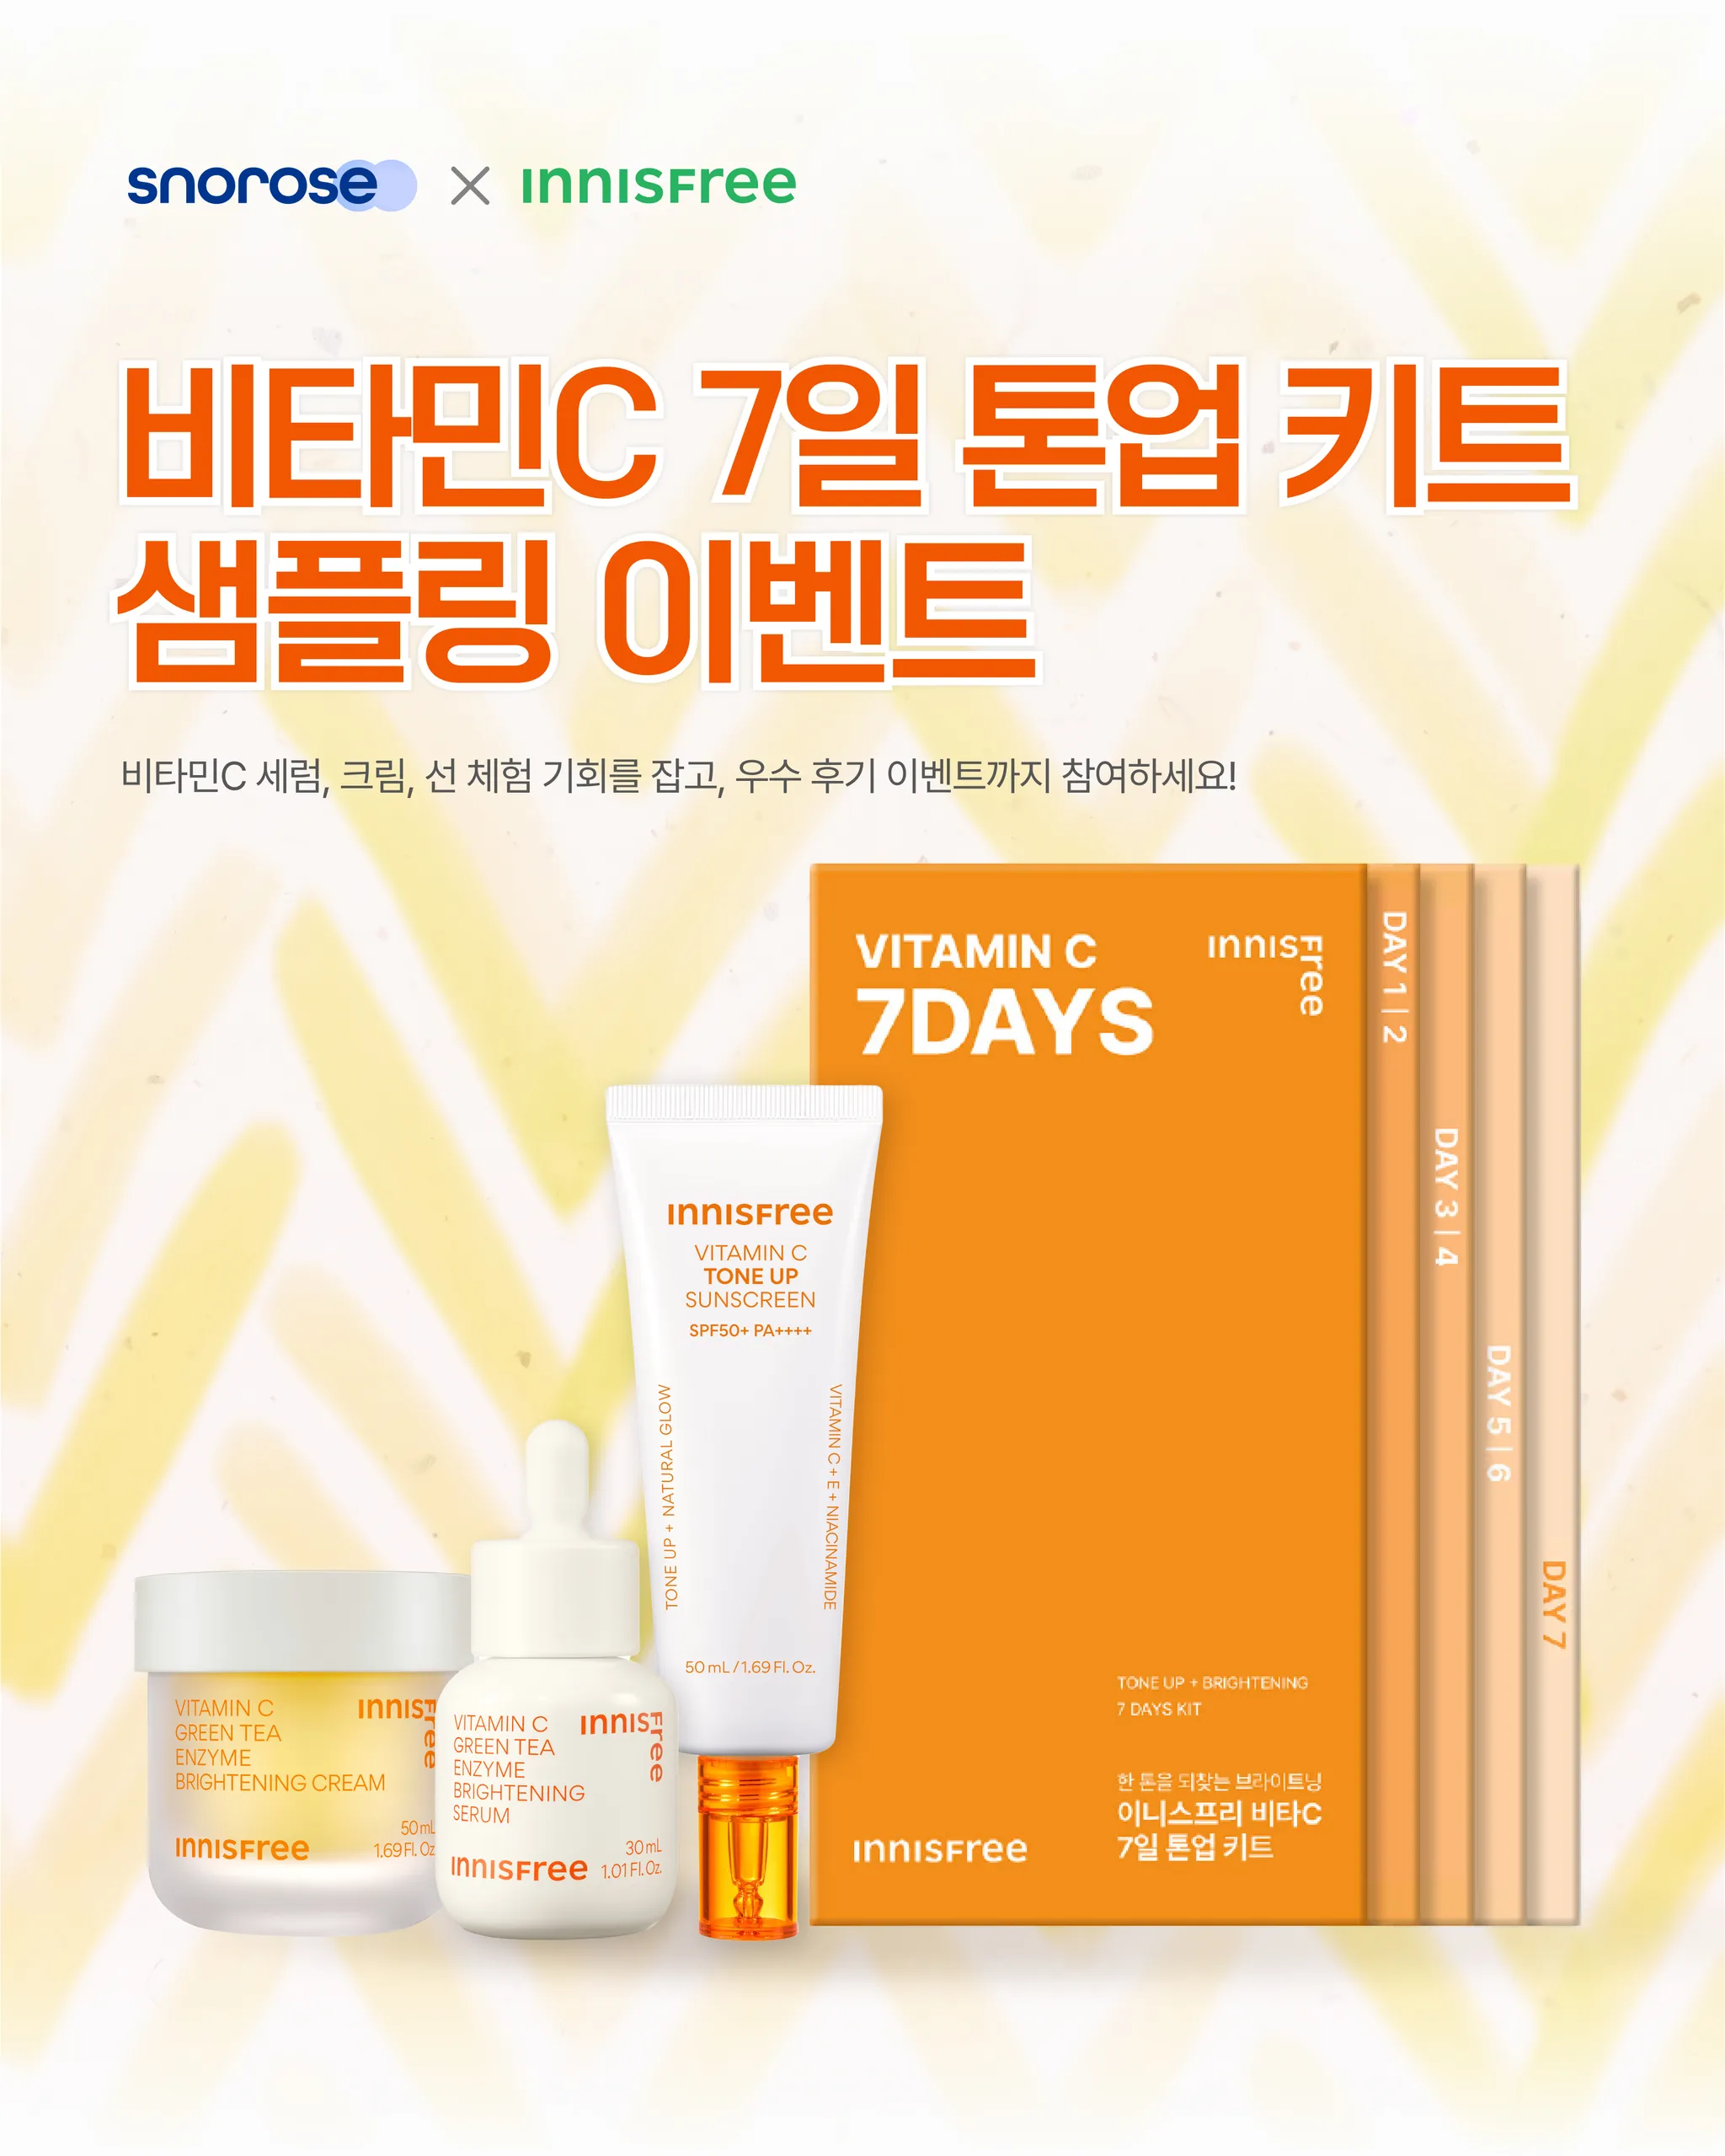 snorose × innisfree
비타민C 7일 톤업 키트
샘플링 이벤트
비타민C 세럼, 크림, 선 체험 기회를 잡고, 우수 후기 이벤트까지 참여하세요!
VITAMIN C
7DAYS
innisfree
DAY 1 | 2
DAY 3 | 4
DAY 5 | 6
DAY 7
TONE UP + BRIGHTENING
7 DAYS KIT
한 톤을 되찾는 브라이트닝
이니스프리 비타C
7일 톤업 키트
innisfree
innisfree
VITAMIN C
TONE UP
SUNSCREEN
SPF50+ PA++++
TONE UP + NATURAL GLOW
VITAMIN C + E + NIACINAMIDE
50 mL / 1.69 Fl. Oz.
VITAMIN C
GREEN TEA
ENZYME
BRIGHTENING CREAM
innisfree
50 mL
1.69 Fl. Oz
innisfree
VITAMIN C
GREEN TEA
ENZYME
BRIGHTENING
SERUM
innisfree
30 mL
1.01 Fl. Oz.
innisfree